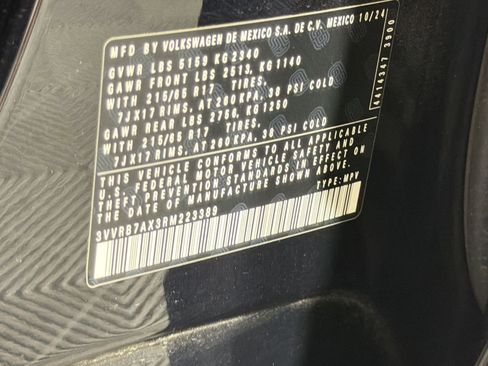 MFD BY VOLKSWAGEN DE MEXICO S.A. DE C.V. MEXICO 10/24
GVWR LBS 5159 KG 2340
GAWR FRONT LBS 2513, KG 1140
WITH 215/65 R17 TIRES,
7JX17 RIMS, AT 260 KPA, 38 PSI COLD
GAWR REAR LBS 2756, KG 1250
WITH 215/65 R17 TIRES,
7JX17 RIMS, AT 260 KPA, 38 PSI COLD
THIS VEHICLE CONFORMS TO ALL APPLICABLE
U.S. FEDERAL MOTOR VEHICLE SAFETY AND
THEFT PREVENTION STANDARDS IN EFFECT ON THE
DATE OF MANUFACTURE SHOWN ABOVE.
3VVRB7AX3RM223389 TYPE: MPV
4414347 3900